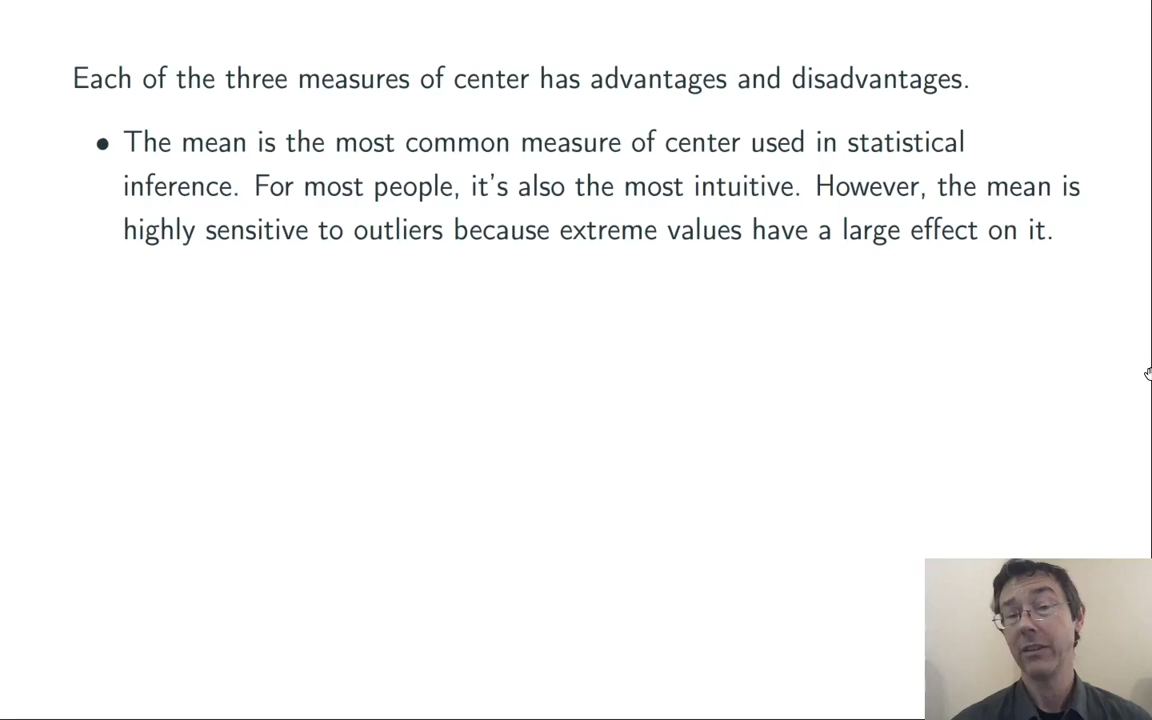 Each of the three measures of center has advantages and disadvantages.
• The mean is the most common measure of center used in statistical
inference. For most people, it's also the most intuitive. However, the mean is
highly sensitive to outliers because extreme values have a large effect on it.